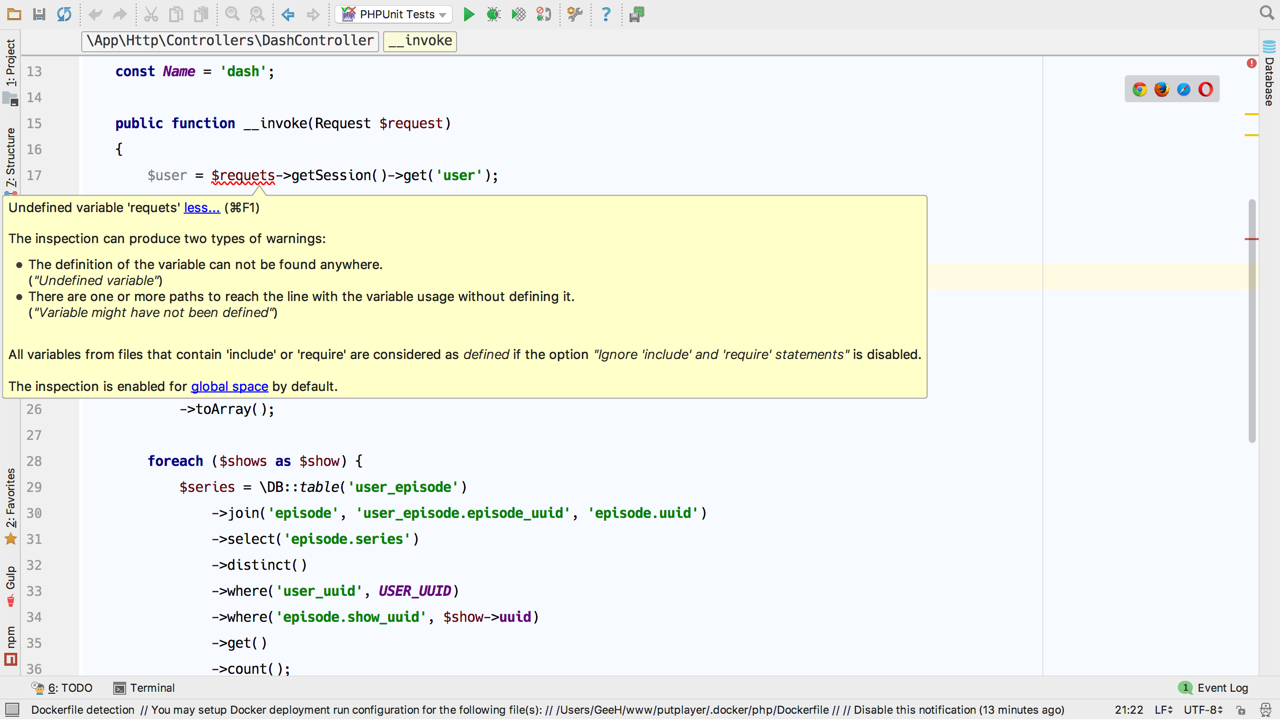 PHPUnit Tests
\App\Http\Controllers\DashController
__invoke
1: Project
Z: Structure
2: Favorites
Gulp
npm
Database
13 const Name = 'dash';
14
15 public function __invoke(Request $request)
16 {
17 $user = $requets->getSession()->get('user');
Undefined variable 'requets' less... (⌘F1)
The inspection can produce two types of warnings:
• The definition of the variable can not be found anywhere.
("Undefined variable")
• There are one or more paths to reach the line with the variable usage without defining it.
("Variable might have not been defined")
All variables from files that contain 'include' or 'require' are considered as defined if the option "Ignore 'include' and 'require' statements" is disabled.
The inspection is enabled for global space by default.
26 ->toArray();
27
28 foreach ($shows as $show) {
29 $series = \DB::table('user_episode')
30 ->join('episode', 'user_episode.episode_uuid', 'episode.uuid')
31 ->select('episode.series')
32 ->distinct()
33 ->where('user_uuid', USER_UUID)
34 ->where('episode.show_uuid', $show->uuid)
35 ->get()
36 ->count();
6: TODO
Terminal
1 Event Log
Dockerfile detection // You may setup Docker deployment run configuration for the following file(s): // /Users/GeeH/www/putplayer/.docker/php/Dockerfile // // Disable this notification (13 minutes ago)
21:22 LF UTF-8